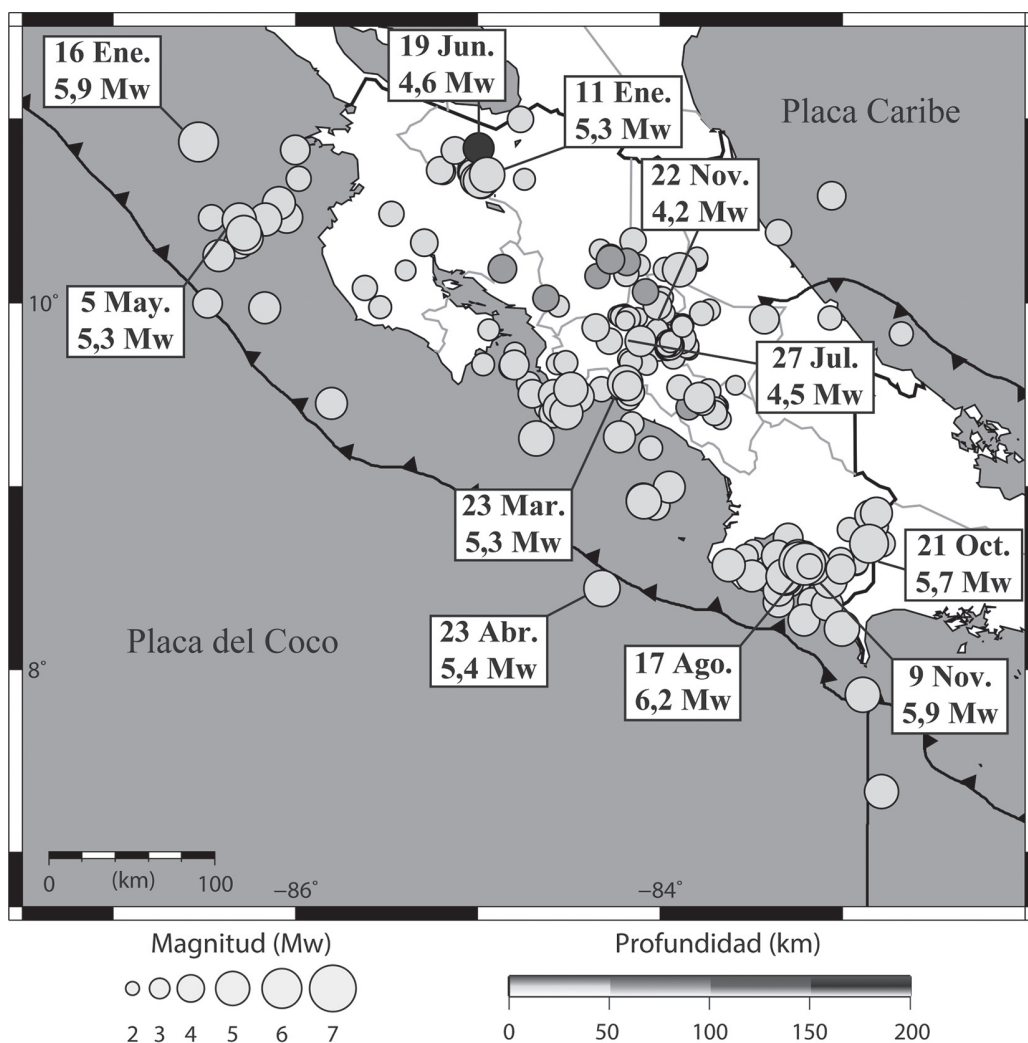 16 Ene.
5,9 Mw
19 Jun.
4,6 Mw
11 Ene.
5,3 Mw
Placa Caribe
22 Nov.
4,2 Mw
10°
5 May.
5,3 Mw
27 Jul.
4,5 Mw
23 Mar.
5,3 Mw
21 Oct.
5,7 Mw
Placa del Coco
23 Abr.
5,4 Mw
8°
17 Ago.
6,2 Mw
9 Nov.
5,9 Mw
0 (km) 100
−86°
−84°
Magnitud (Mw)
2 3 4 5 6 7
Profundidad (km)
0 50 100 150 200